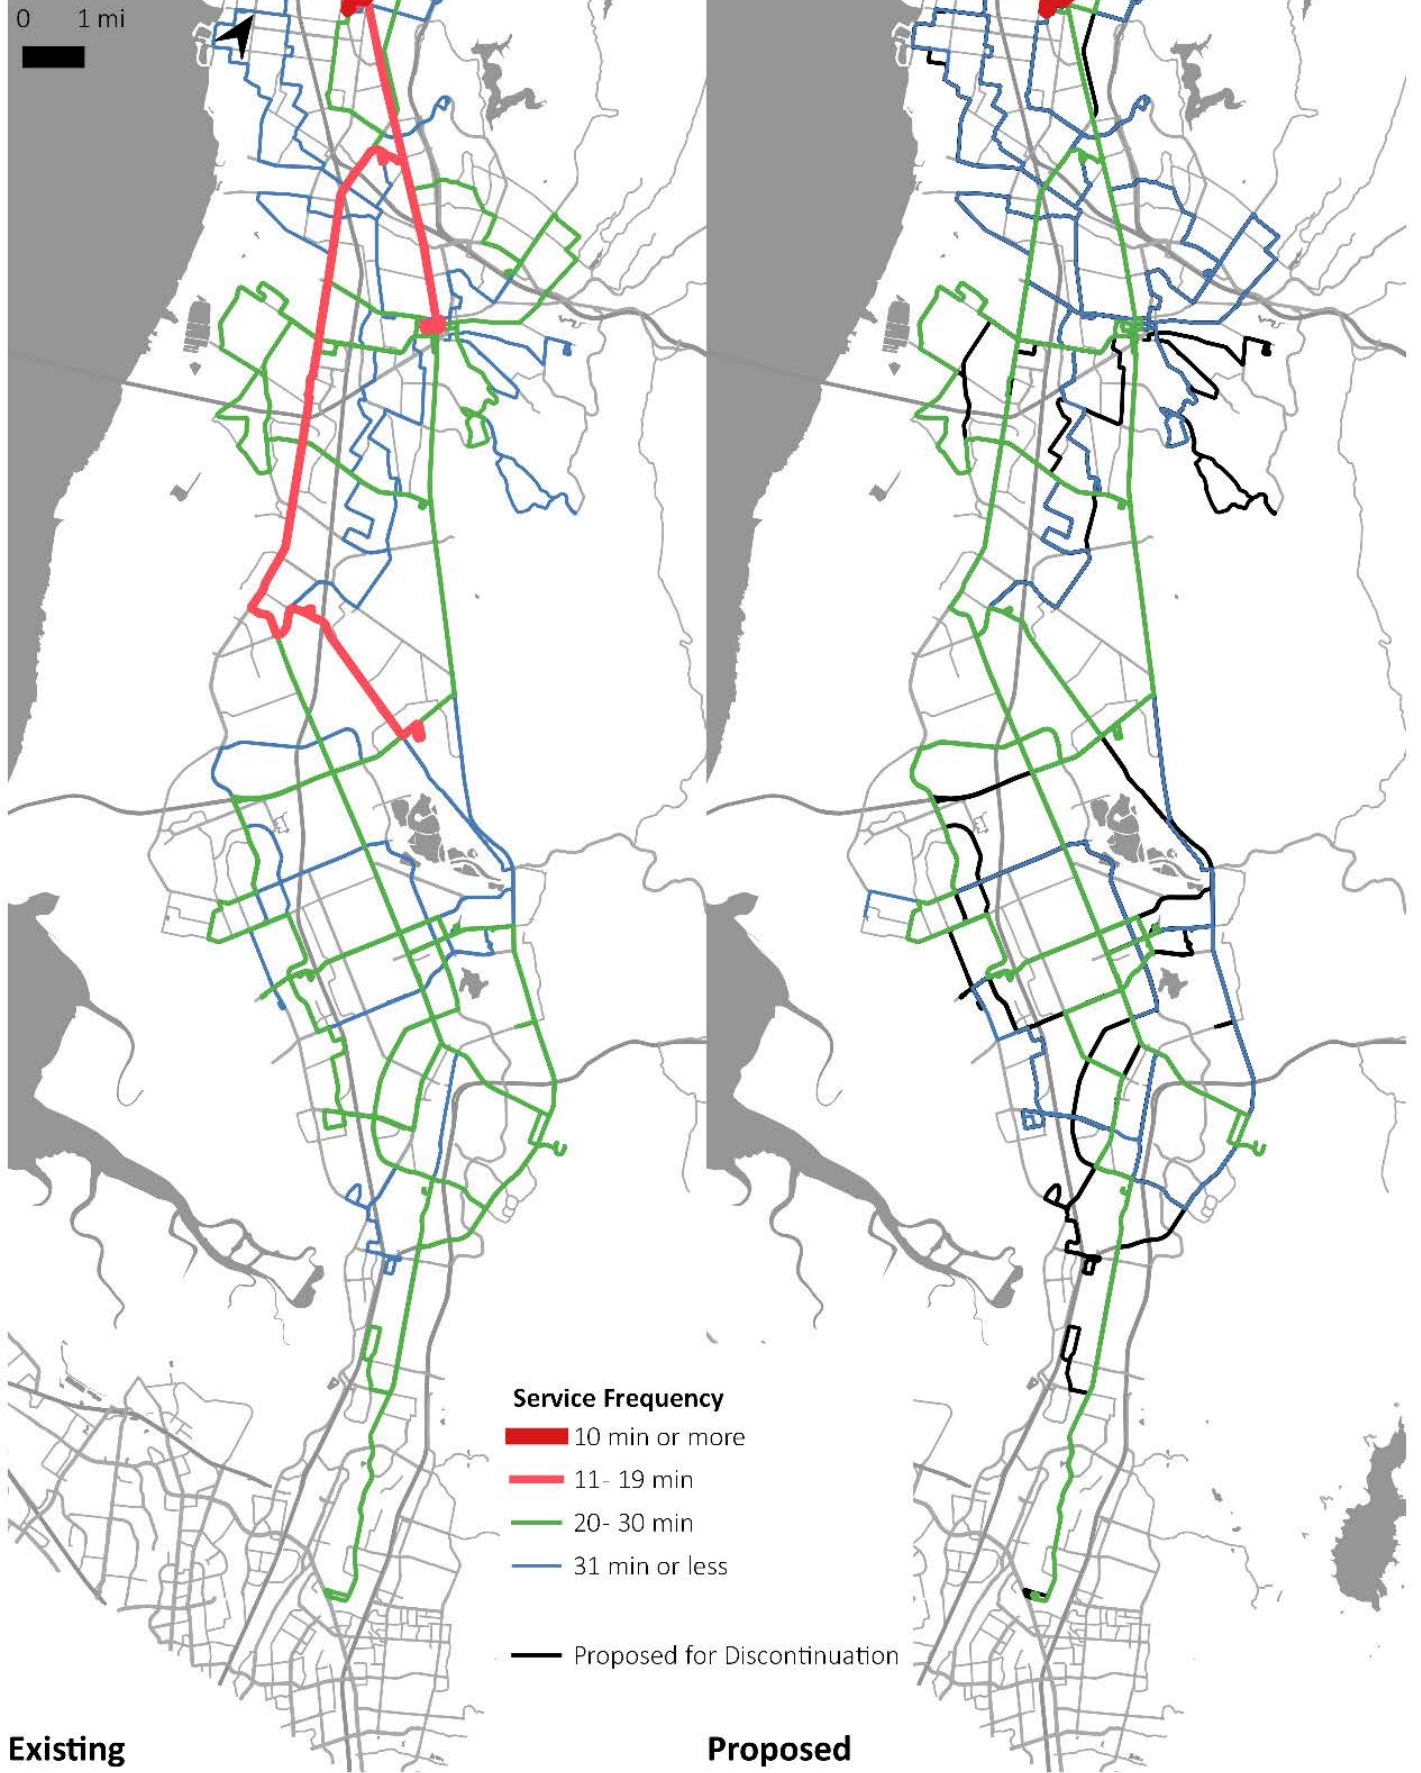 0 1 mi
Service Frequency
10 min or more
11- 19 min
20- 30 min
31 min or less
Proposed for Discontinuation
Existing
Proposed